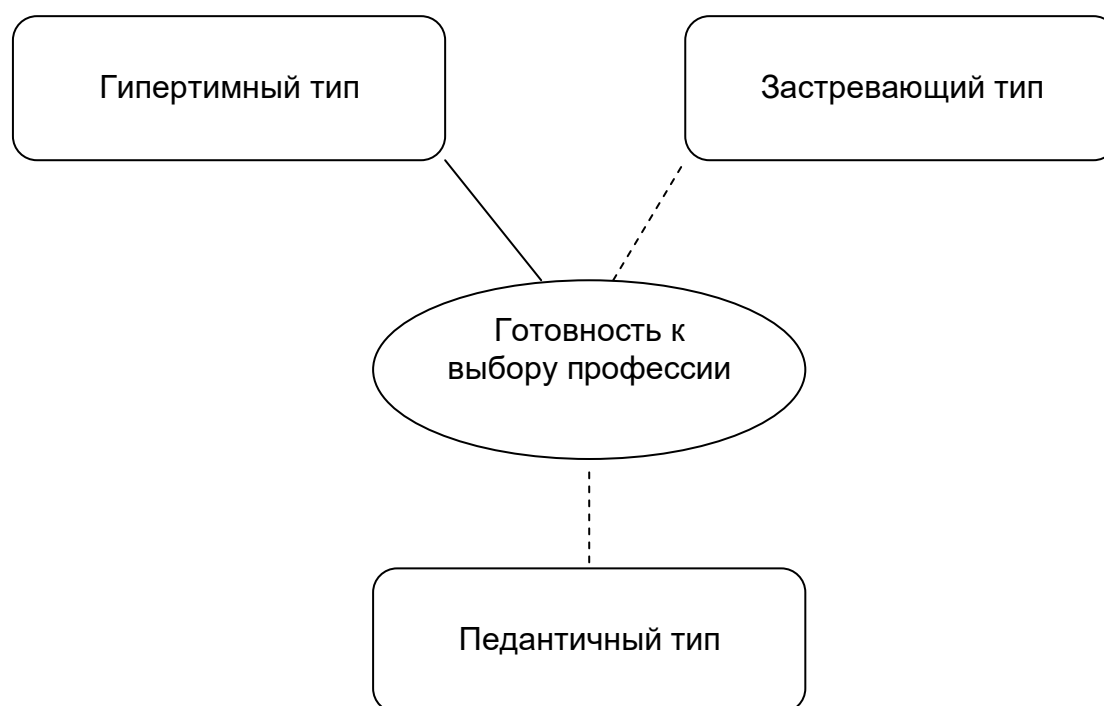 Гипертимный тип
Застревающий тип
Готовность к
выбору профессии
Педантичный тип